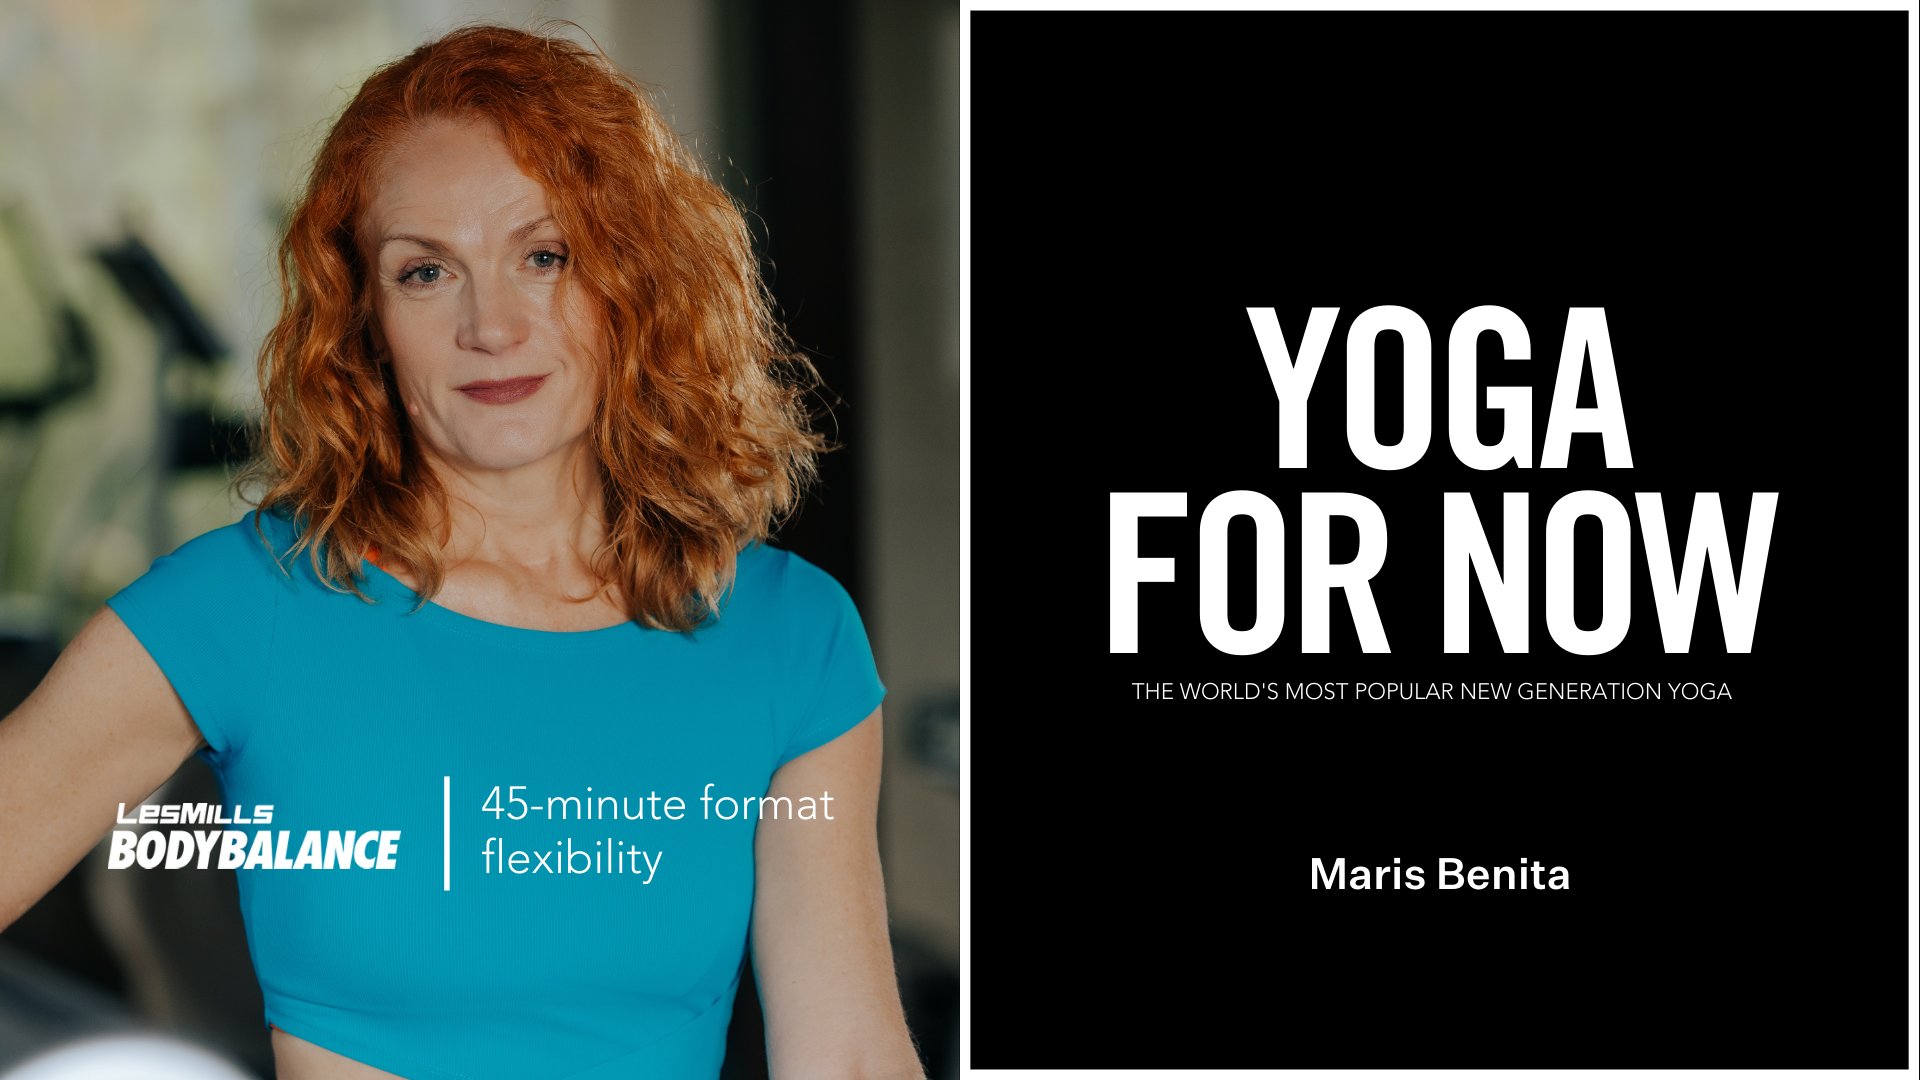 LESMILLS
BODYBALANCE
45-minute format
flexibility
YOGA
FOR NOW
THE WORLD'S MOST POPULAR NEW GENERATION YOGA
Maris Benita